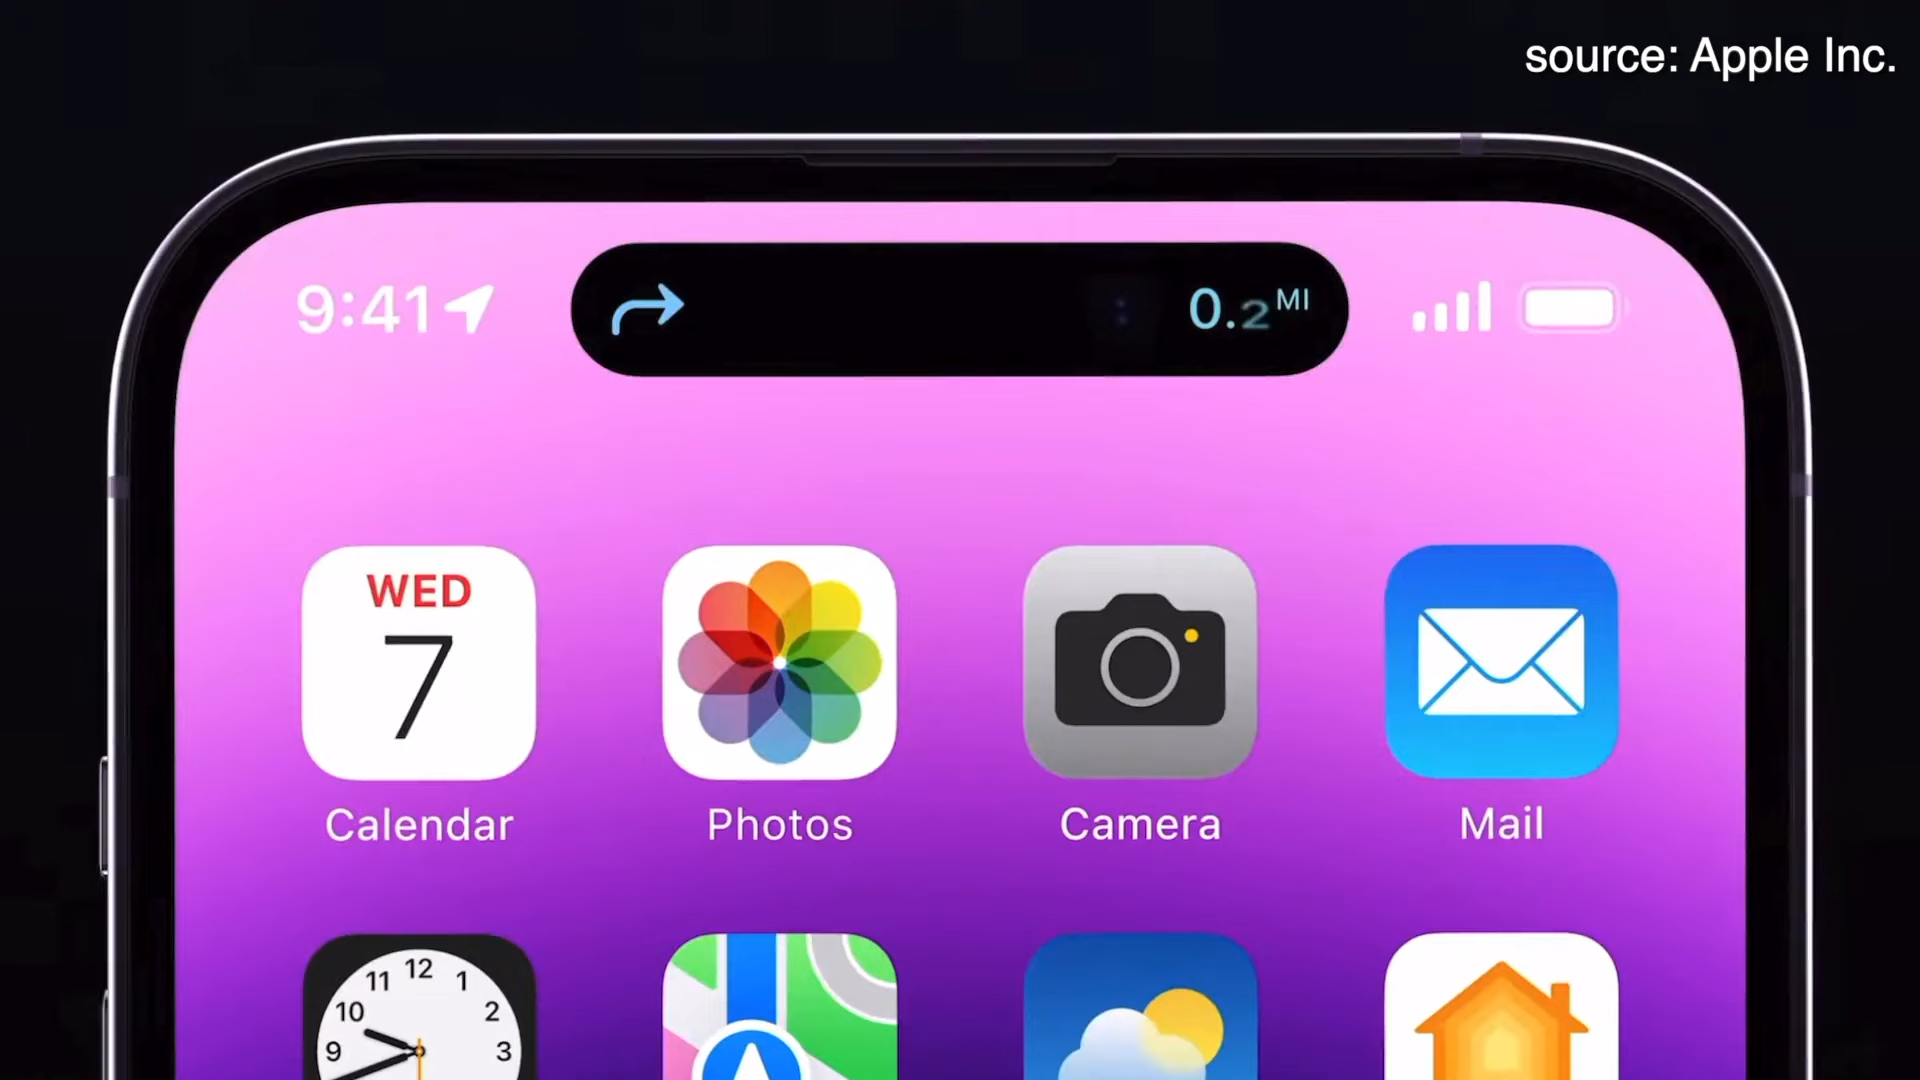 source: Apple Inc.
9:41
0.2 MI
WED
7
Calendar
Photos
Camera
Mail
12
11
1
10
2
9
3